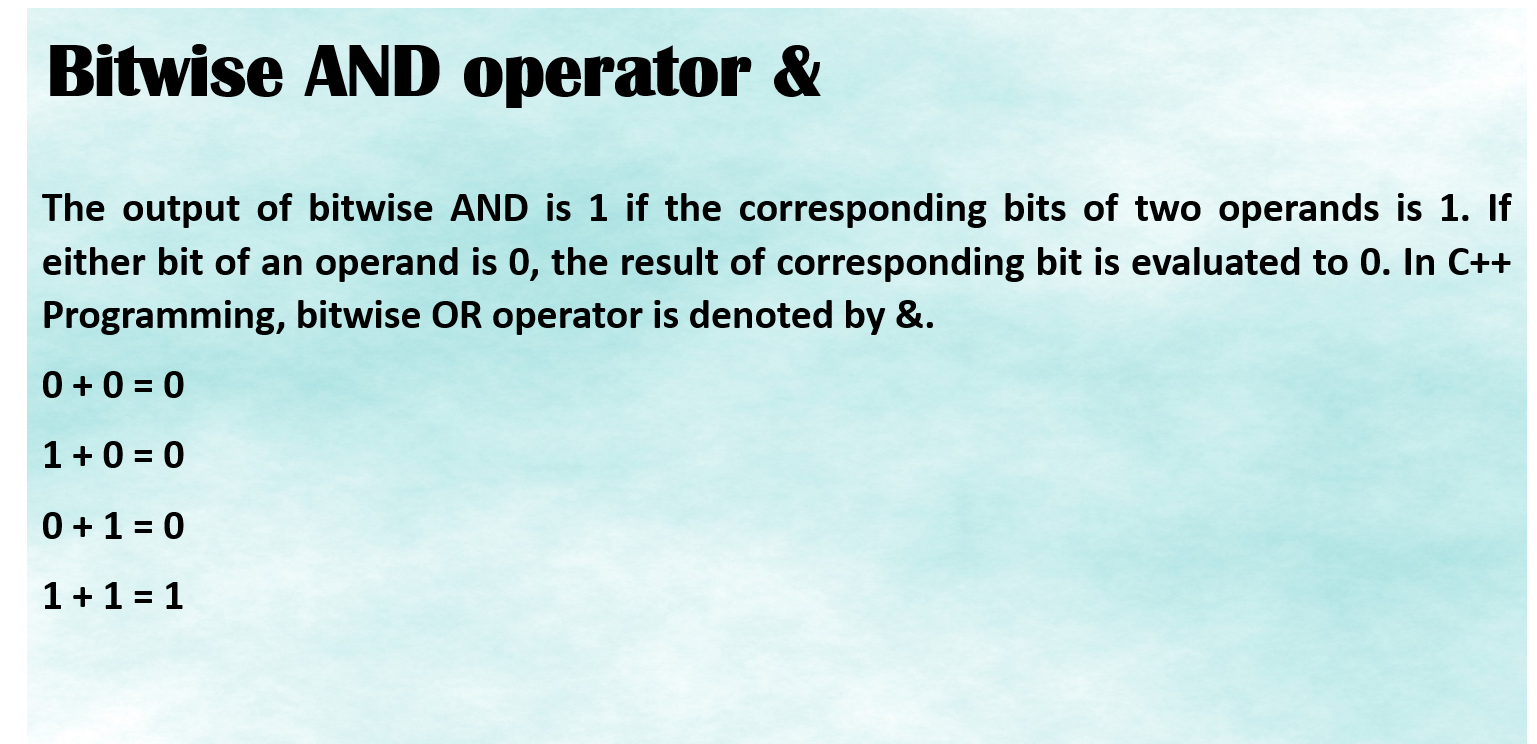 Bitwise AND operator &
The output of bitwise AND is 1 if the corresponding bits of two operands is 1. If
either bit of an operand is 0, the result of corresponding bit is evaluated to 0. In C++
Programming, bitwise OR operator is denoted by &.
0 + 0 = 0
1 + 0 = 0
0 + 1 = 0
1 + 1 = 1